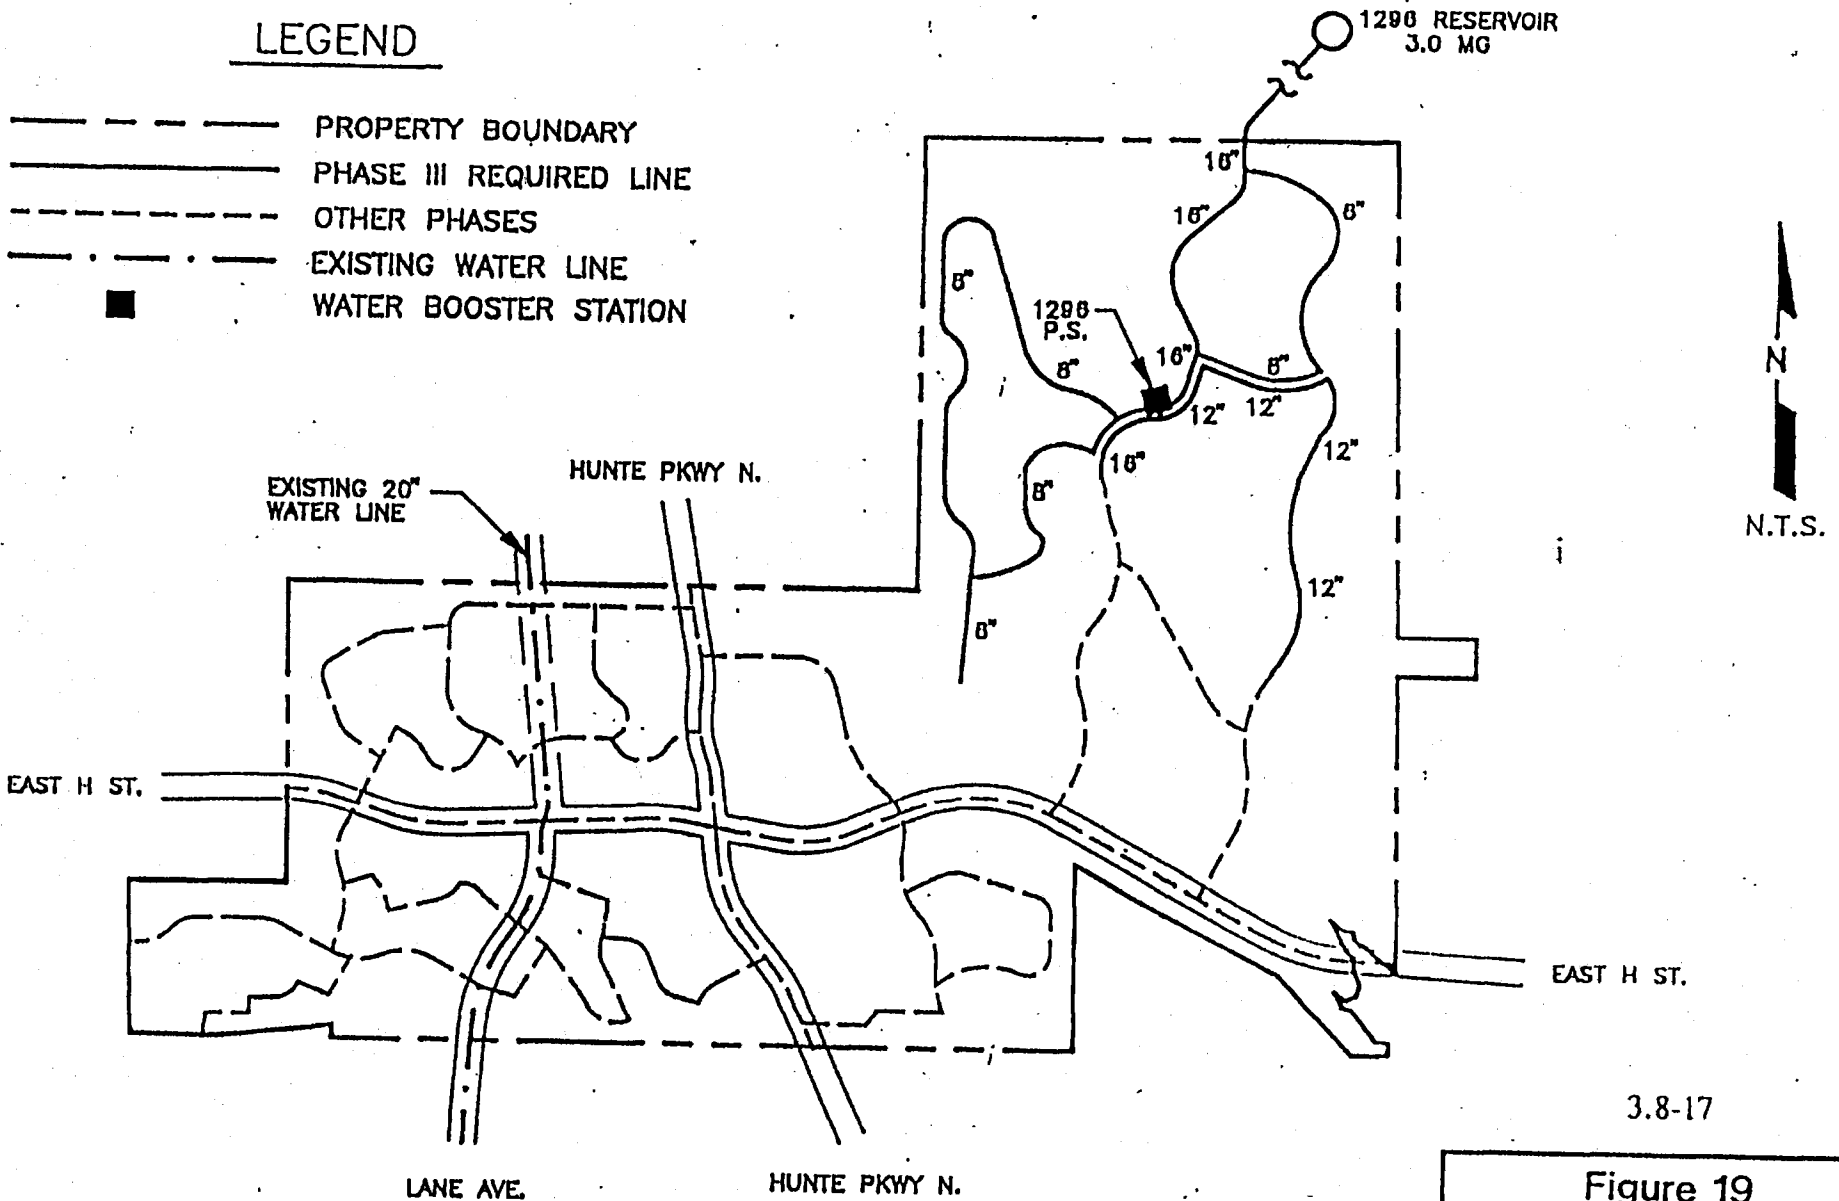 LEGEND
PROPERTY BOUNDARY
PHASE III REQUIRED LINE
OTHER PHASES
EXISTING WATER LINE
WATER BOOSTER STATION
1296 RESERVOIR
3.0 MG
16"
16"
8"
8"
1296
P.S.
16"
8"
8"
12"
12"
12"
16"
8"
12"
8"
N
N.T.S.
EXISTING 20"
WATER LINE
HUNTE PKWY N.
EAST H ST.
EAST H ST.
LANE AVE.
HUNTE PKWY N.
3.8-17
Figure 19